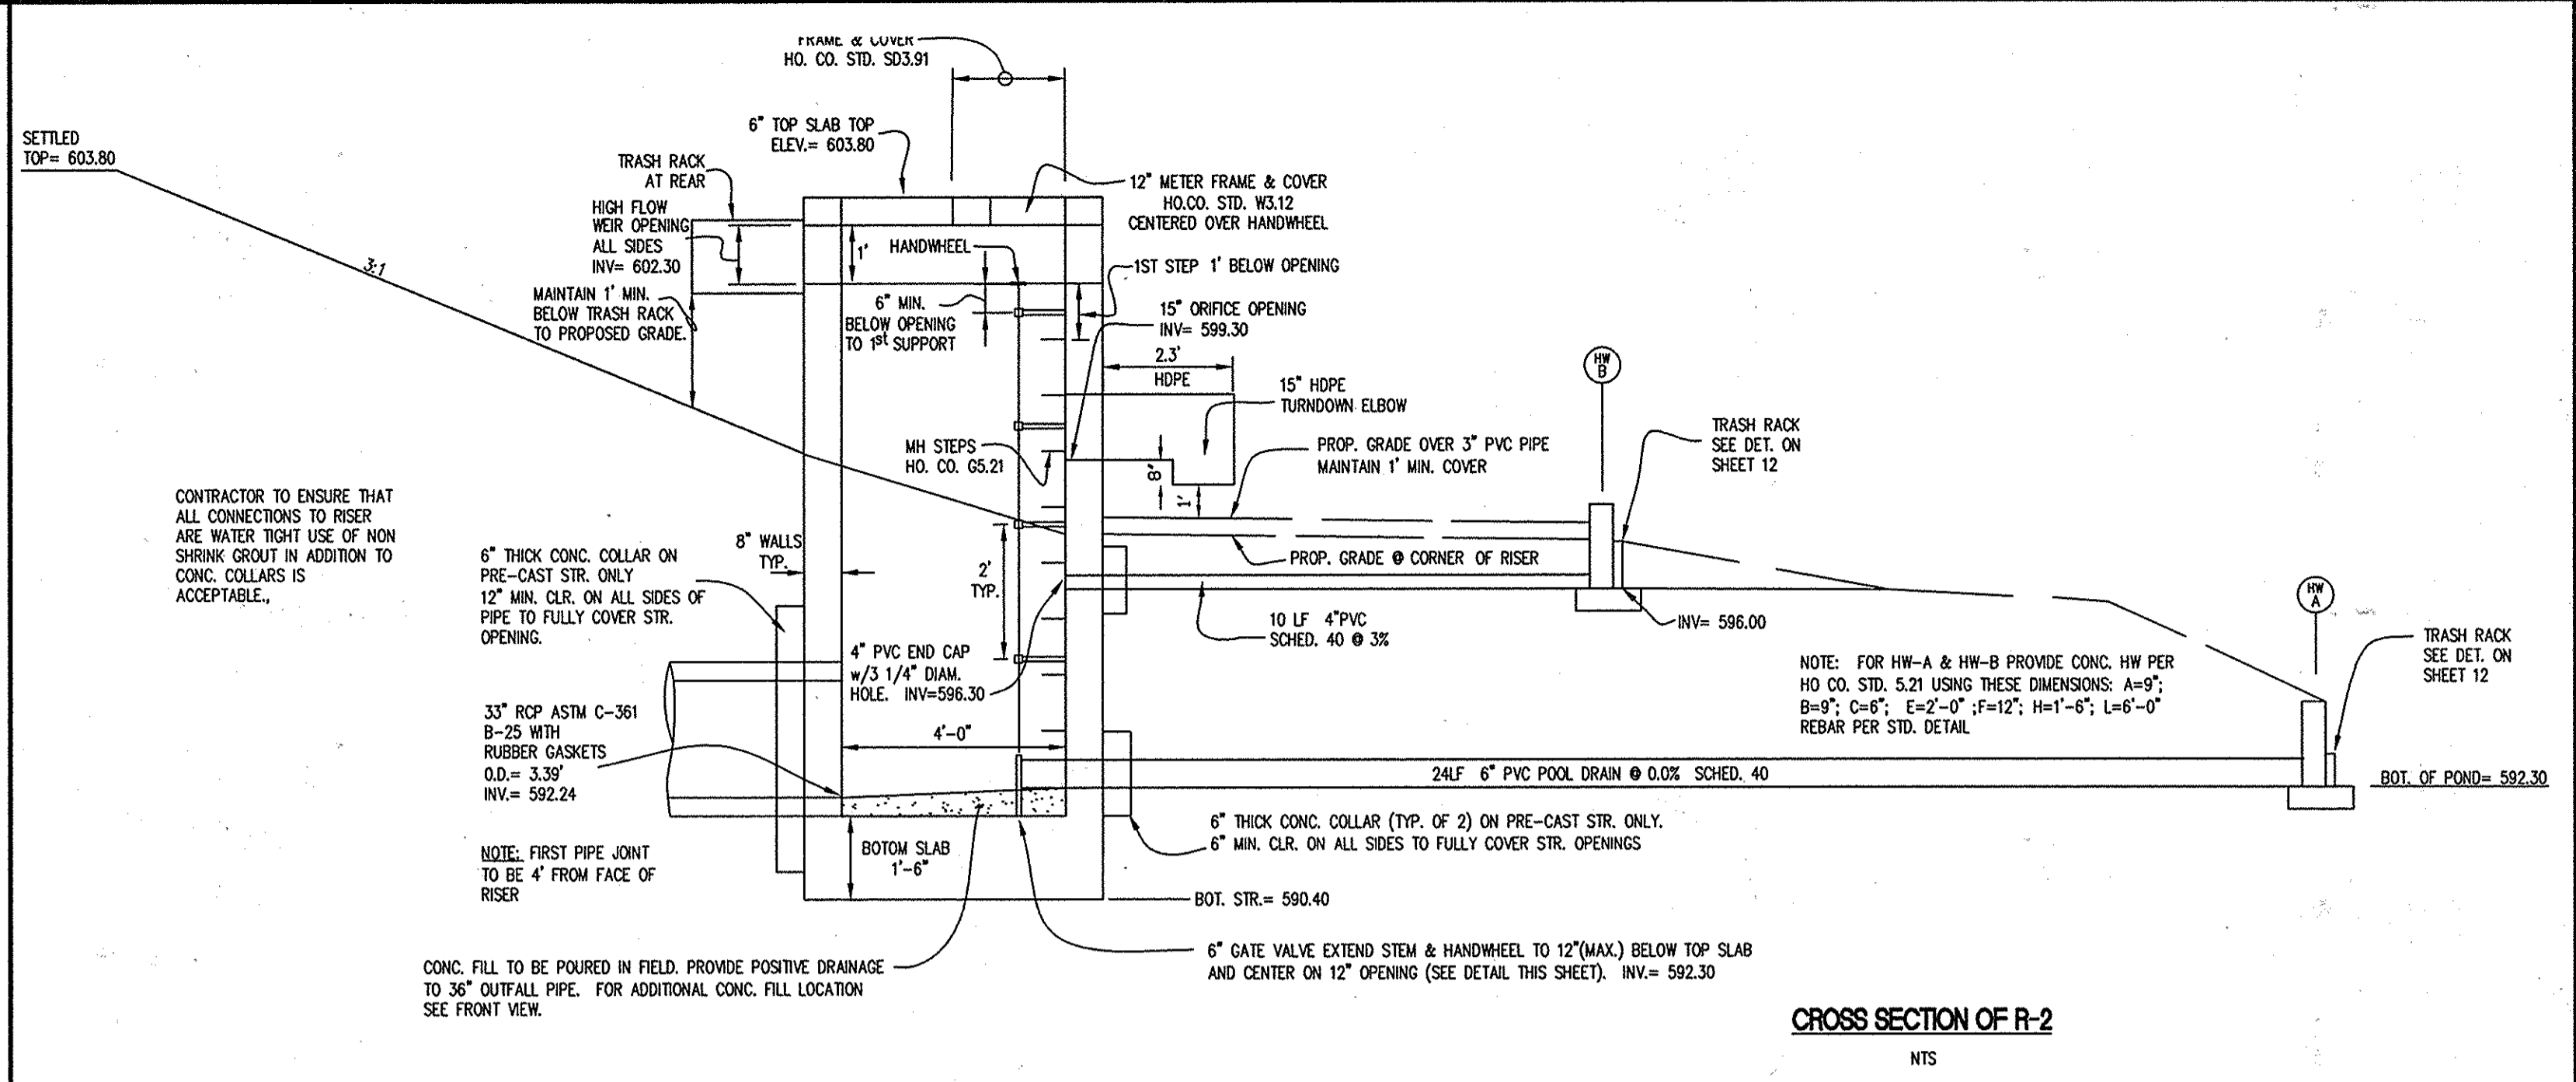 FRAME & COVER
HO. CO. STD. SD3.91
SETTLED
TOP= 603.80
6" TOP SLAB TOP
ELEV.= 603.80
TRASH RACK
AT REAR
12" METER FRAME & COVER
HO.CO. STD. W3.12
CENTERED OVER HANDWHEEL
HIGH FLOW
WEIR OPENING
ALL SIDES
INV= 602.30
1'
HANDWHEEL
3:1
1ST STEP 1' BELOW OPENING
MAINTAIN 1' MIN.
BELOW TRASH RACK
TO PROPOSED GRADE.
6" MIN.
BELOW OPENING
TO 1st SUPPORT
15" ORIFICE OPENING
INV= 599.30
2.3'
HDPE
15" HDPE
TURNDOWN ELBOW
HW
B
TRASH RACK
SEE DET. ON
SHEET 12
MH STEPS
HO. CO. G5.21
PROP. GRADE OVER 3" PVC PIPE
MAINTAIN 1' MIN. COVER
8"
1'
CONTRACTOR TO ENSURE THAT
ALL CONNECTIONS TO RISER
ARE WATER TIGHT USE OF NON
SHRINK GROUT IN ADDITION TO
CONC. COLLARS IS
ACCEPTABLE.,
8" WALLS
TYP.
6" THICK CONC. COLLAR ON
PRE-CAST STR. ONLY
12" MIN. CLR. ON ALL SIDES OF
PIPE TO FULLY COVER STR.
OPENING.
2'
TYP.
PROP. GRADE @ CORNER OF RISER
HW
A
10 LF 4"PVC
SCHED. 40 @ 3%
INV= 596.00
TRASH RACK
SEE DET. ON
SHEET 12
4" PVC END CAP
w/3 1/4" DIAM.
HOLE. INV=596.30
NOTE: FOR HW-A & HW-B PROVIDE CONC. HW PER
HO CO. STD. 5.21 USING THESE DIMENSIONS: A=9";
B=9"; C=6"; E=2'-0" ;F=12"; H=1'-6"; L=6'-0"
REBAR PER STD. DETAIL
33" RCP ASTM C-361
B-25 WITH
RUBBER GASKETS
O.D.= 3.39'
INV.= 592.24
4'-0"
24LF 6" PVC POOL DRAIN @ 0.0% SCHED. 40
BOT. OF POND= 592.30
6" THICK CONC. COLLAR (TYP. OF 2) ON PRE-CAST STR. ONLY.
6" MIN. CLR. ON ALL SIDES TO FULLY COVER STR. OPENINGS
NOTE: FIRST PIPE JOINT
TO BE 4' FROM FACE OF
RISER
BOTOM SLAB
1'-6"
BOT. STR.= 590.40
6" GATE VALVE EXTEND STEM & HANDWHEEL TO 12"(MAX.) BELOW TOP SLAB
AND CENTER ON 12" OPENING (SEE DETAIL THIS SHEET). INV.= 592.30
CONC. FILL TO BE POURED IN FIELD. PROVIDE POSITIVE DRAINAGE
TO 36" OUTFALL PIPE. FOR ADDITIONAL CONC. FILL LOCATION
SEE FRONT VIEW.
CROSS SECTION OF R-2
NTS